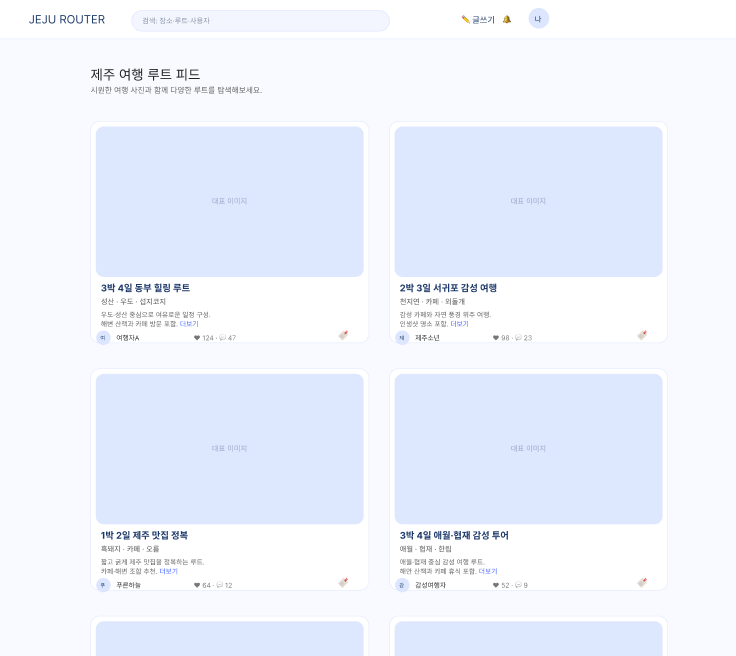 JEJU ROUTER
검색: 장소·루트·사용자
✏️ 글쓰기 🔔 나
제주 여행 루트 피드
시원한 여행 사진과 함께 다양한 루트를 탐색해보세요.
대표 이미지
3박 4일 동부 힐링 루트
성산 · 우도 · 섭지코지
우도·성산 중심으로 여유로운 일정 구성.
해변 산책과 카페 방문 포함. 더보기
여 여행자A ♥ 124 · 💬 47
대표 이미지
2박 3일 서귀포 감성 여행
천지연 · 카페 · 외돌개
감성 카페와 자연 풍경 위주 여행.
인생샷 명소 포함. 더보기
제 제주소년 ♥ 98 · 💬 23
대표 이미지
1박 2일 제주 맛집 정복
흑돼지 · 카페 · 오름
짧고 굵게 제주 맛집을 정복하는 루트.
카페·해변 조합 추천. 더보기
푸 푸른하늘 ♥ 64 · 💬 12
대표 이미지
3박 4일 애월·협재 감성 투어
애월 · 협재 · 한림
애월·협재 중심 감성 여행 루트.
해안 산책과 카페 휴식 포함. 더보기
감 감성여행자 ♥ 52 · 💬 9